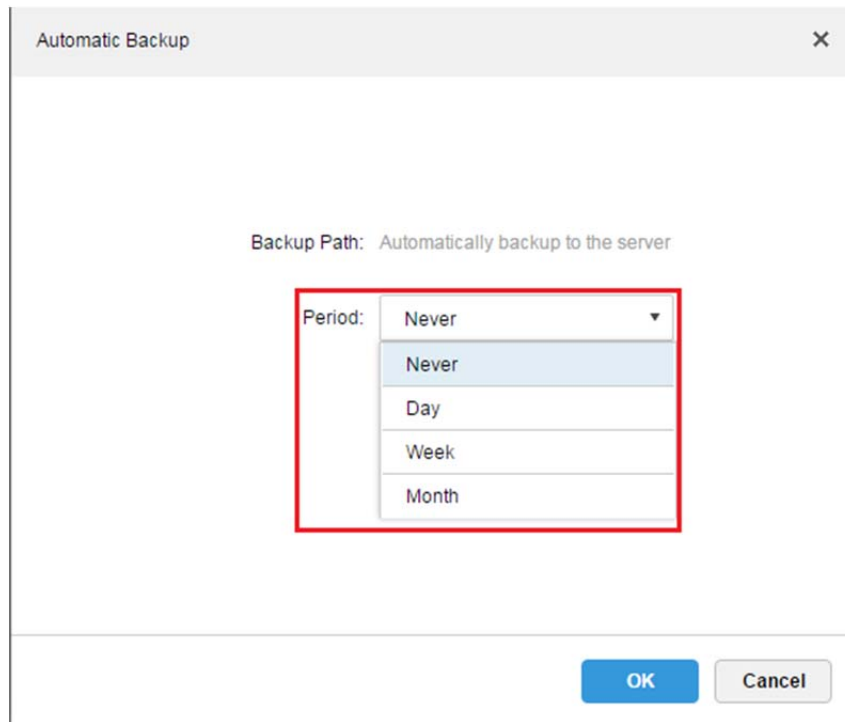 Automatic Backup
Backup Path: Automatically backup to the server
Period: Never
Never
Day
Week
Month
OK Cancel